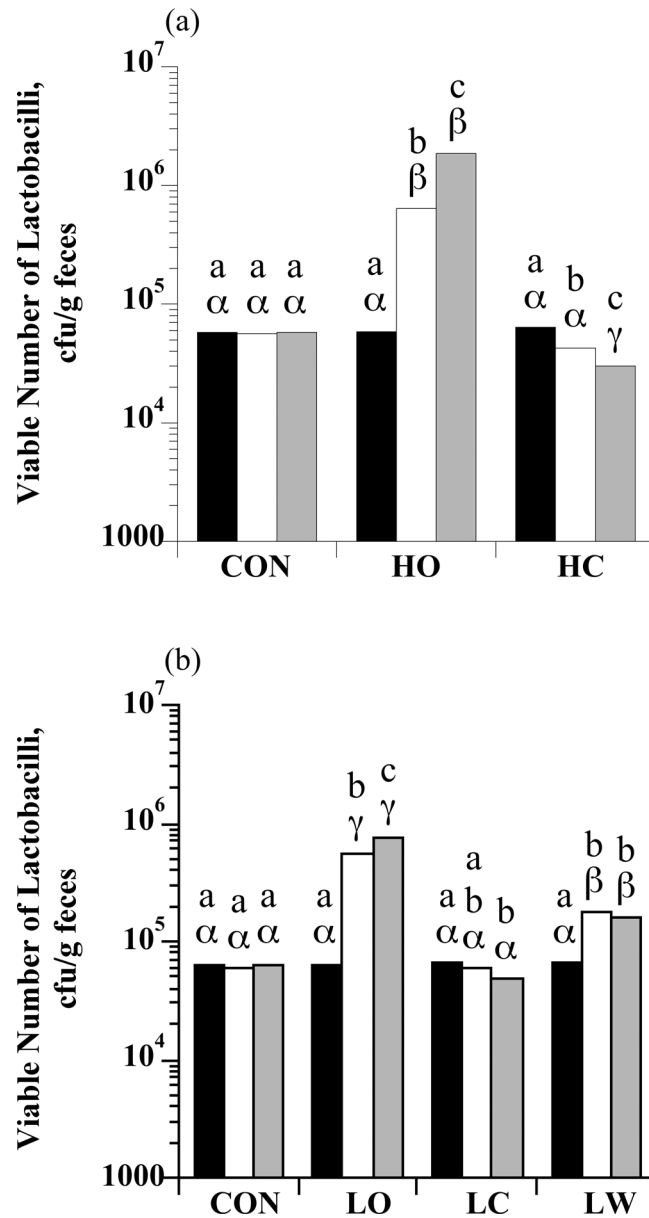 (a)
Viable Number of Lactobacilli,
cfu/g feces
10⁷
10⁶
10⁵
10⁴
1000
a a a a b c a b c
α α α α β β α α γ
CON HO HC
(b)
Viable Number of Lactobacilli,
cfu/g feces
10⁷
10⁶
10⁵
10⁴
1000
a a a a b c a a b b a b b
α α α α γ γ α α α α β β
CON LO LC LW